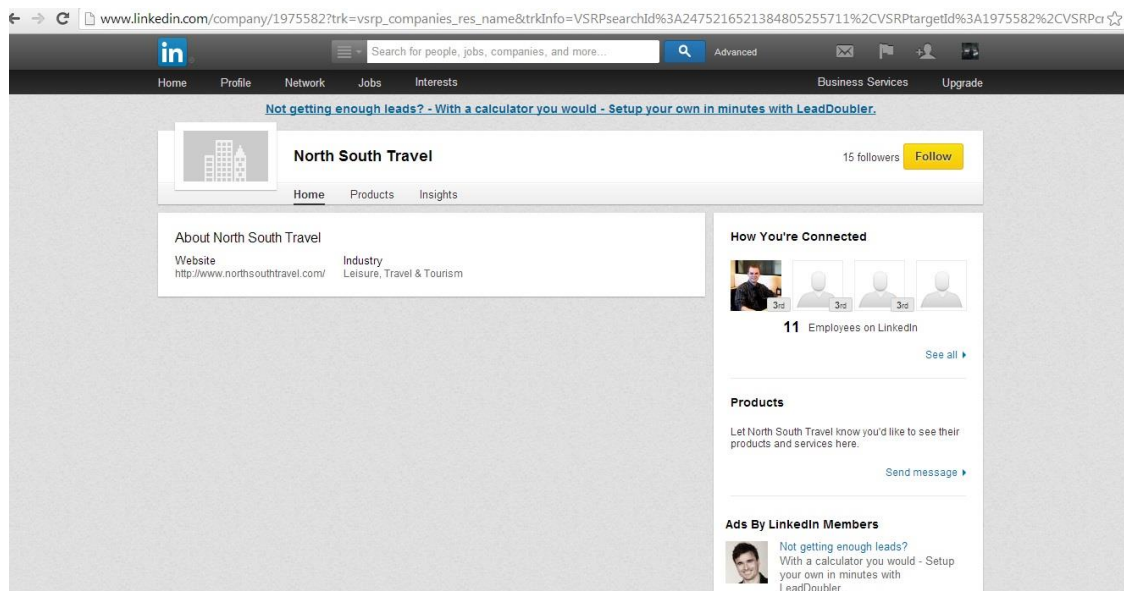 www.linkedin.com/company/1975582?trk=vsrp_companies_res_name&trkInfo=VSRPsearchId%3A247521652138480525571​1%2CVSRPtargetId%3A1975582%2CVSRPcr
in
Search for people, jobs, companies, and more...
Advanced
Home Profile Network Jobs Interests Business Services Upgrade
Not getting enough leads? - With a calculator you would - Setup your own in minutes with LeadDoubler.
North South Travel
15 followers Follow
Home Products Insights
About North South Travel
Website Industry
http://www.northsouthtravel.com/ Leisure, Travel & Tourism
How You're Connected
3rd 3rd 3rd
11 Employees on LinkedIn
See all
Products
Let North South Travel know you'd like to see their
products and services here.
Send message
Ads By LinkedIn Members
Not getting enough leads?
With a calculator you would - Setup
your own in minutes with
LeadDoubler